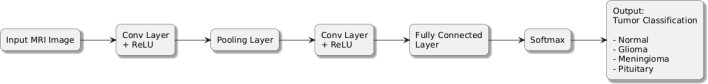 Input MRI Image
Conv Layer
+ ReLU
Pooling Layer
Conv Layer
+ ReLU
Fully Connected
Layer
Softmax
Output:
Tumor Classification
- Normal
- Glioma
- Meningioma
- Pituitary